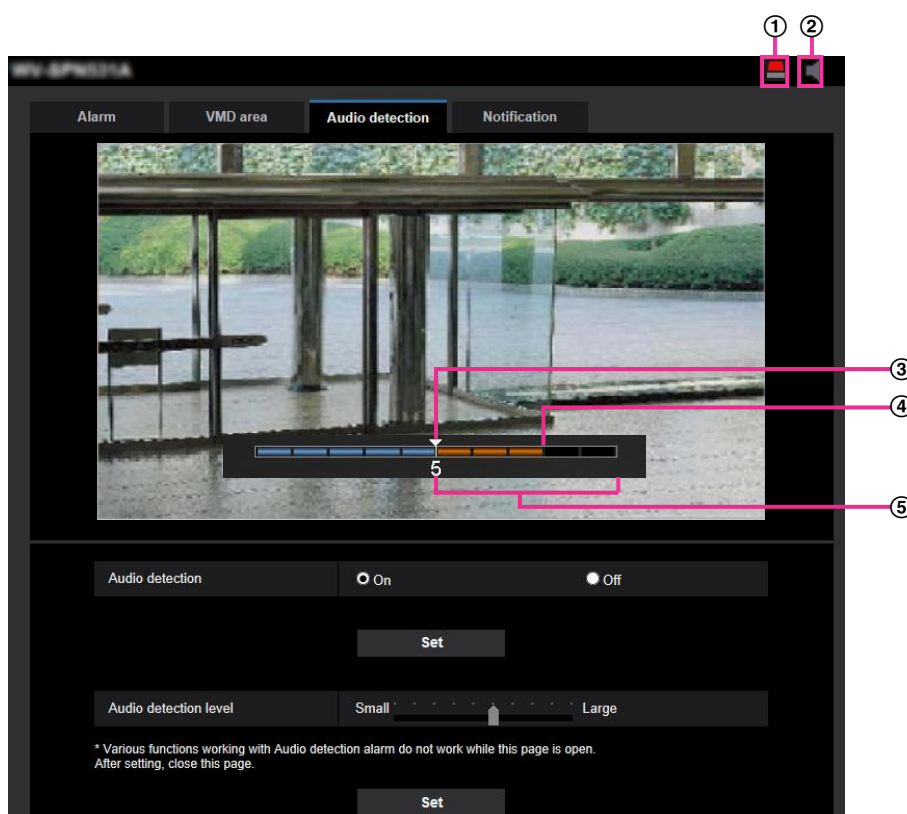 ① ②
Alarm VMD area Audio detection Notification
③
④
5
⑤
Audio detection On Off
Set
Audio detection level Small Large
* Various functions working with Audio detection alarm do not work while this page is open.
After setting, close this page.
Set